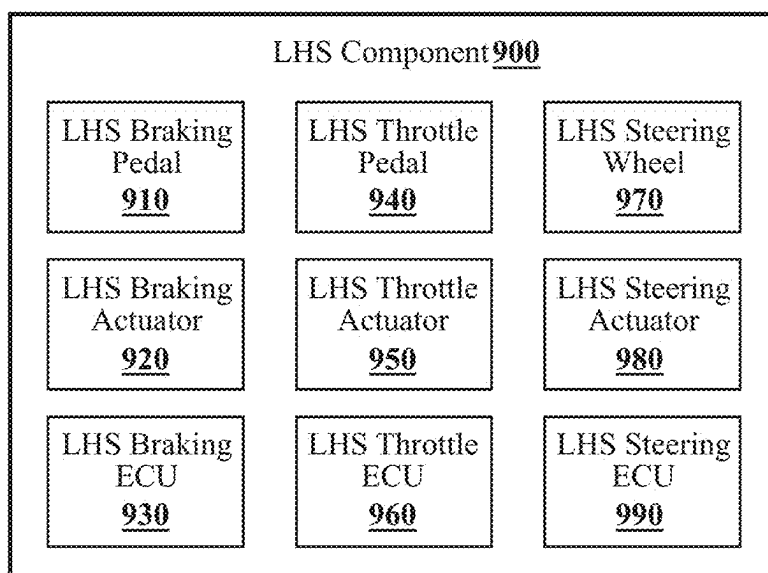 LHS Component 900
LHS Braking
Pedal
910
LHS Throttle
Pedal
940
LHS Steering
Wheel
970
LHS Braking
Actuator
920
LHS Throttle
Actuator
950
LHS Steering
Actuator
980
LHS Braking
ECU
930
LHS Throttle
ECU
960
LHS Steering
ECU
990